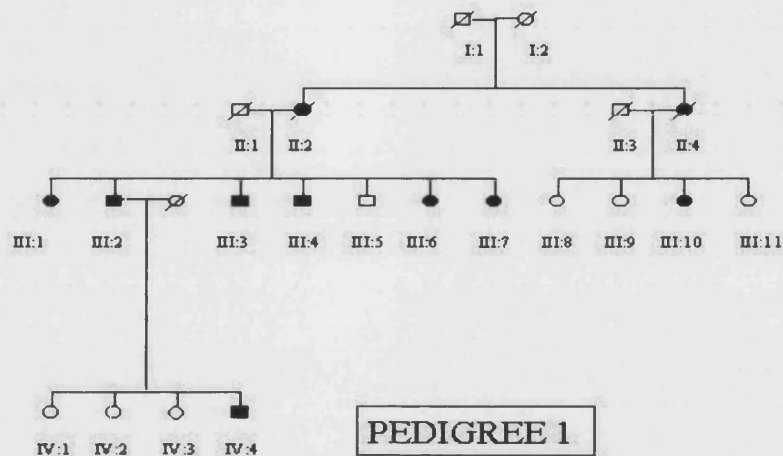 I:1 I:2
II:1 II:2 II:3 II:4
III:1 III:2 III:3 III:4 III:5 III:6 III:7 III:8 III:9 III:10 III:11
IV:1 IV:2 IV:3 IV:4
PEDIGREE 1